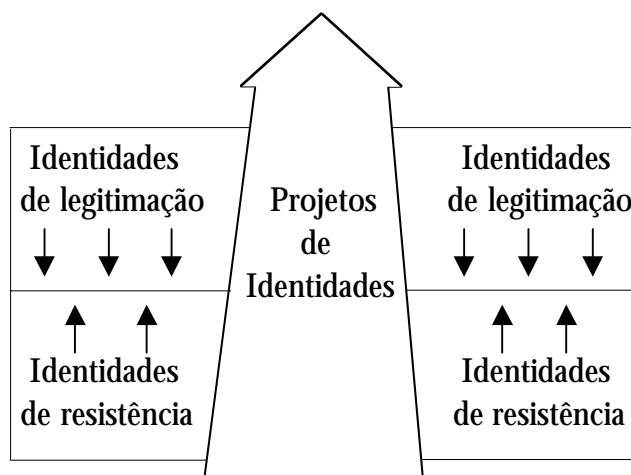 Identidades
de legitimação
Projetos
de
Identidades
Identidades
de legitimação
Identidades
de resistência
Identidades
de resistência